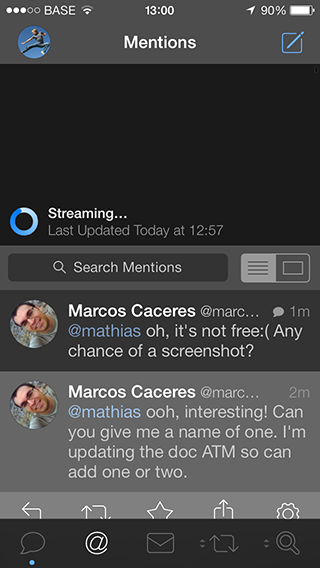 BASE 13:00 90%
Mentions
Streaming...
Last Updated Today at 12:57
Search Mentions
Marcos Caceres @marc... 1m
@mathias oh, it's not free:( Any
chance of a screenshot?
Marcos Caceres @marc... 2m
@mathias ooh, interesting! Can
you give me a name of one. I'm
updating the doc ATM so can
add one or two.